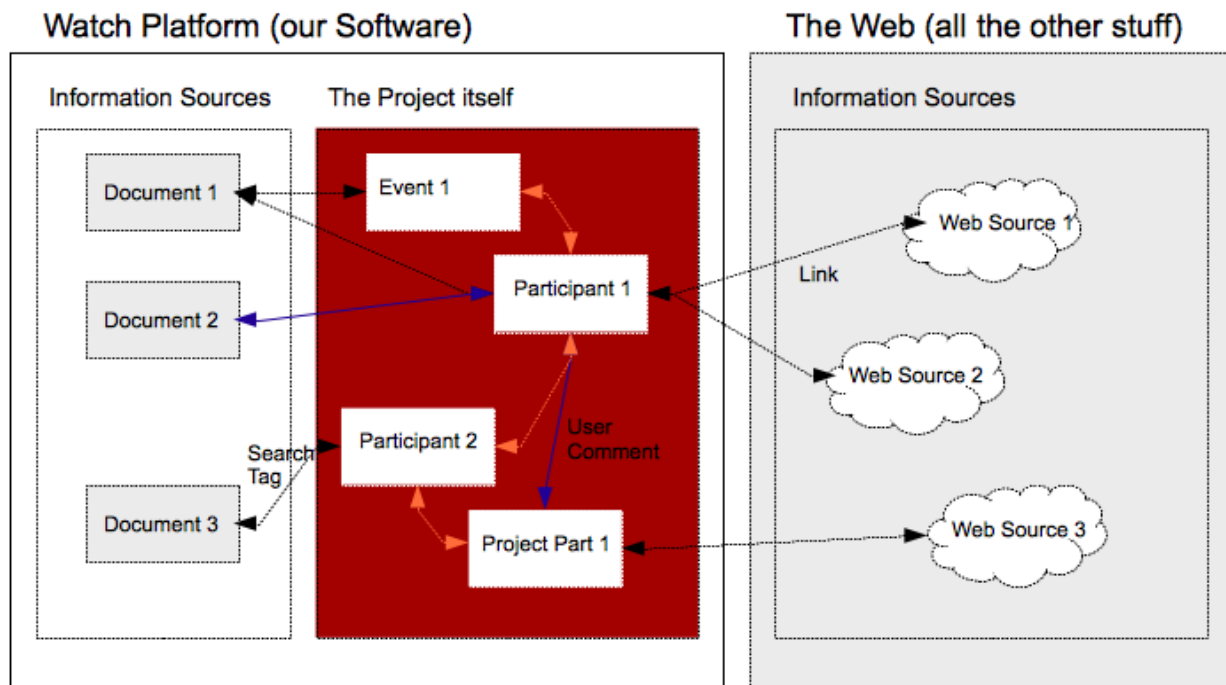 Watch Platform (our Software)
The Web (all the other stuff)
Information Sources
The Project itself
Information Sources
Document 1
Event 1
Web Source 1
Participant 1
Link
Document 2
Web Source 2
Participant 2
User
Comment
Search
Tag
Document 3
Project Part 1
Web Source 3